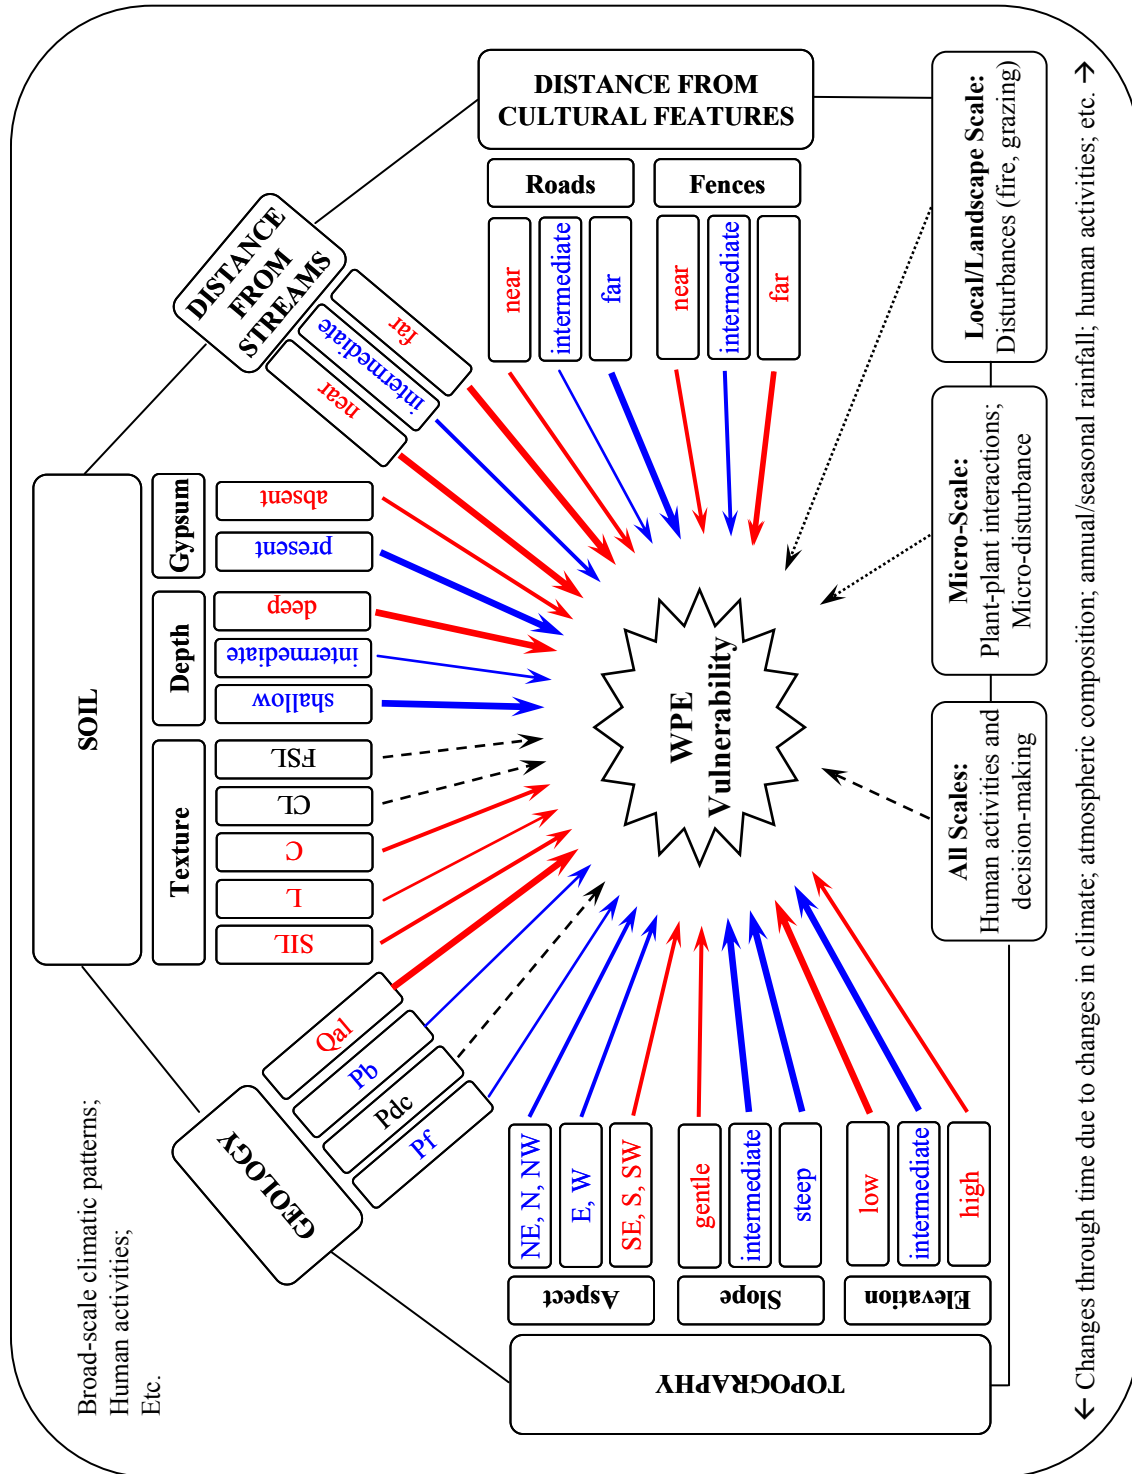 Broad-scale climatic patterns;
Human activities;
Etc.
SOIL
Texture
Depth
Gypsum
SIL
L
C
CL
FSL
shallow
intermediate
deep
present
absent
DISTANCE
FROM
STREAMS
near
intermediate
far
DISTANCE FROM
CULTURAL FEATURES
Roads
near
intermediate
far
Fences
near
intermediate
far
GEOLOGY
Qal
Pb
Pdc
Pf
TOPOGRAPHY
Aspect
NE, N, NW
E, W
SE, S, SW
Slope
gentle
intermediate
steep
Elevation
low
intermediate
high
WPE
Vulnerability
All Scales:
Human activities and
decision-making
Micro-Scale:
Plant-plant interactions;
Micro-disturbance
Local/Landscape Scale:
Disturbances (fire, grazing)
← Changes through time due to changes in climate; atmospheric composition; annual/seasonal rainfall; human activities; etc. →